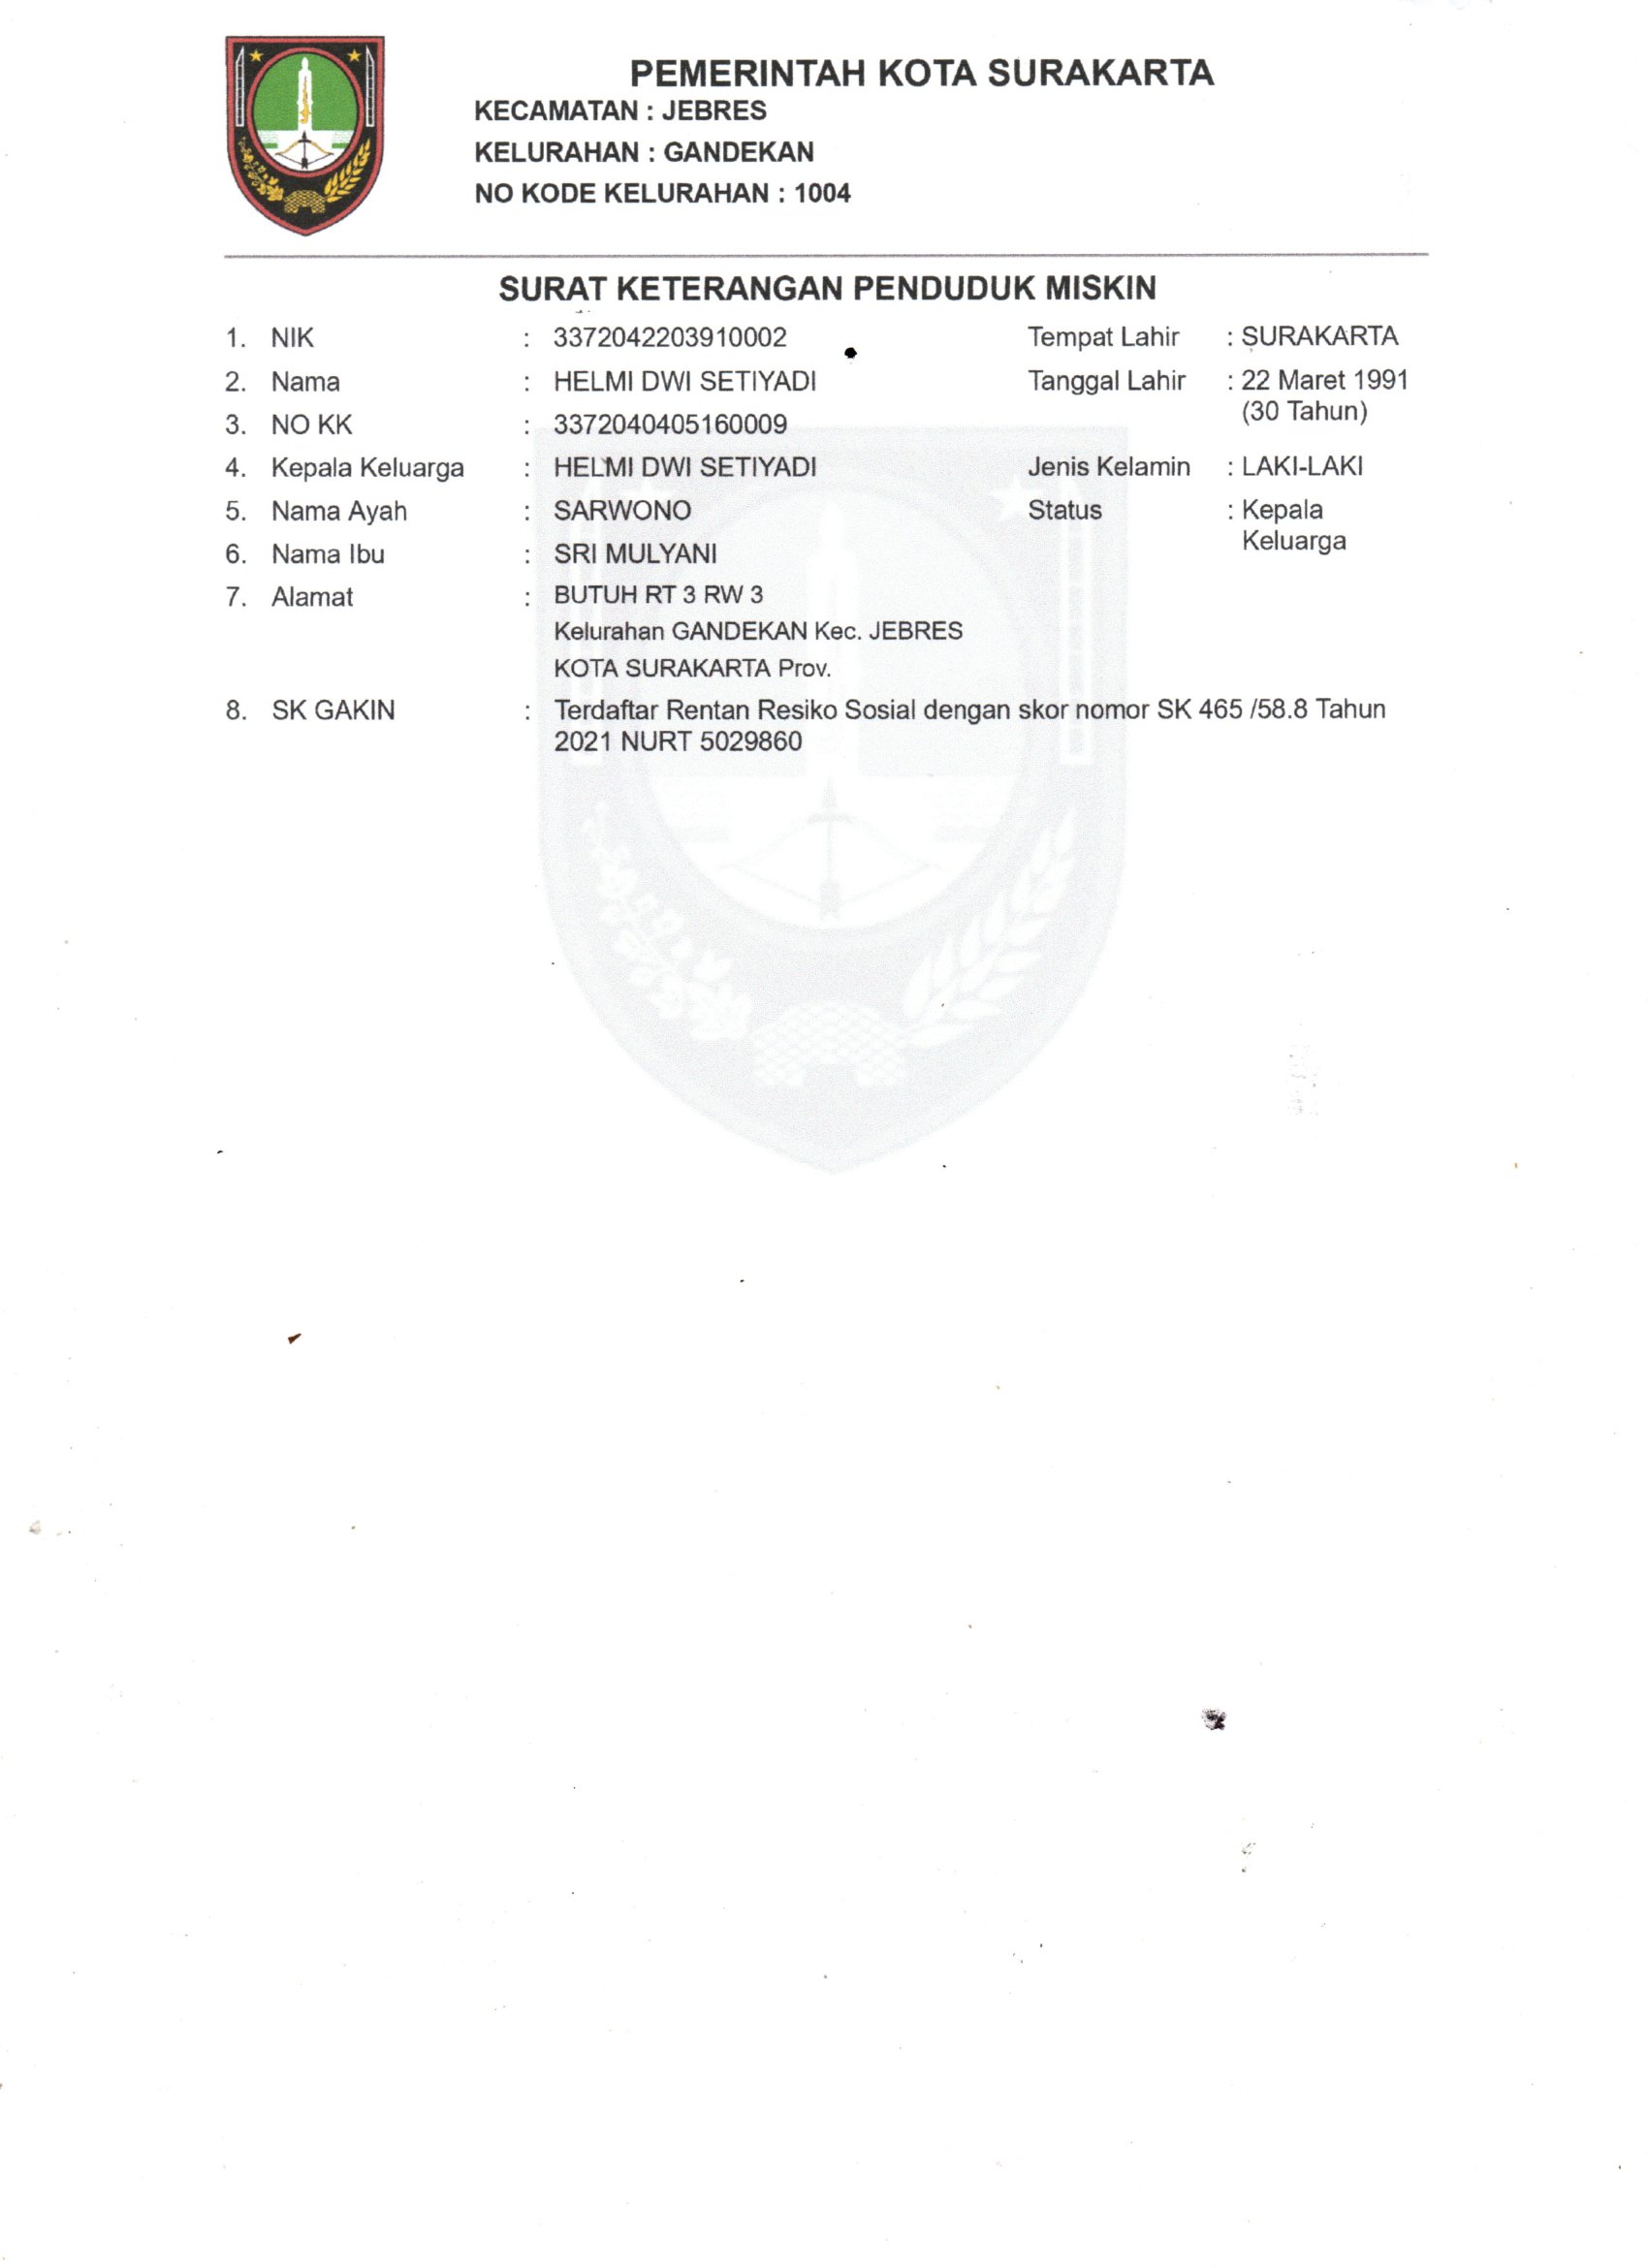 PEMERINTAH KOTA SURAKARTA
KECAMATAN : JEBRES
KELURAHAN : GANDEKAN
NO KODE KELURAHAN : 1004
SURAT KETERANGAN PENDUDUK MISKIN
1. NIK : 3372042203910002 Tempat Lahir : SURAKARTA
2. Nama : HELMI DWI SETIYADI Tanggal Lahir : 22 Maret 1991
(30 Tahun)
3. NO KK : 3372040405160009
4. Kepala Keluarga : HELMI DWI SETIYADI Jenis Kelamin : LAKI-LAKI
5. Nama Ayah : SARWONO Status : Kepala
Keluarga
6. Nama Ibu : SRI MULYANI
7. Alamat : BUTUH RT 3 RW 3
Kelurahan GANDEKAN Kec. JEBRES
KOTA SURAKARTA Prov.
8. SK GAKIN : Terdaftar Rentan Resiko Sosial dengan skor nomor SK 465 /58.8 Tahun
2021 NURT 5029860